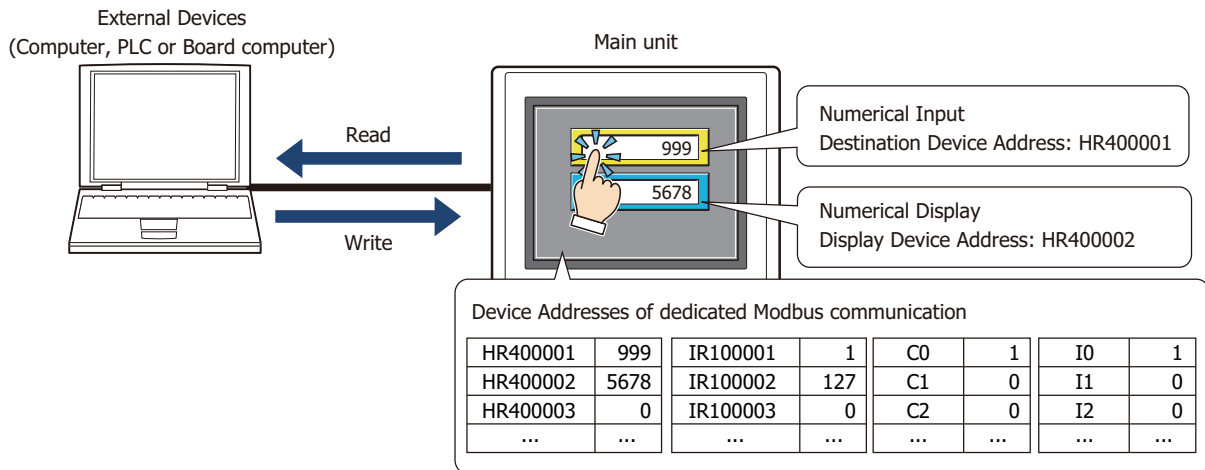 External Devices
(Computer, PLC or Board computer)
Main unit
Read
Write
999
5678
Numerical Input
Destination Device Address: HR400001
Numerical Display
Display Device Address: HR400002
Device Addresses of dedicated Modbus communication
HR400001 999 IR100001 1 C0 1 I0 1
HR400002 5678 IR100002 127 C1 0 I1 0
HR400003 0 IR100003 0 C2 0 I2 0
... ... ... ... ... ... ... ...